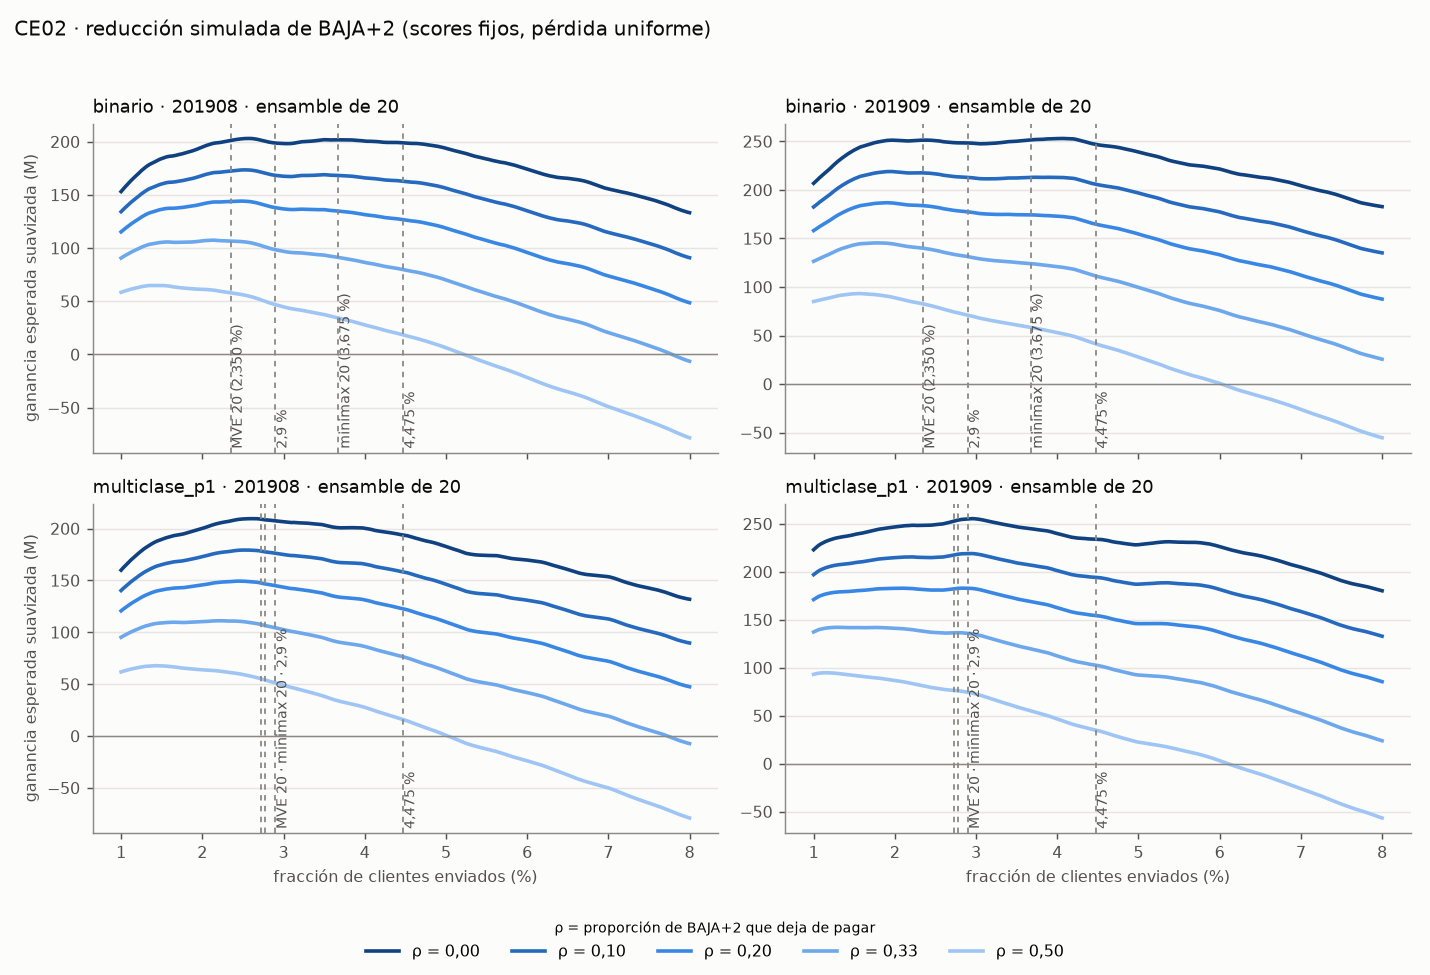 CE02 · reducción simulada de BAJA+2 (scores fijos, pérdida uniforme)
binario · 201908 · ensamble de 20
ganancia esperada suavizada (M)
200
150
100
50
0
−50
MVE 20 (2,350 %)
2,9 %
minimax 20 (3,675 %)
4,475 %
binario · 201909 · ensamble de 20
250
200
150
100
50
0
−50
MVE 20 (2,350 %)
2,9 %
minimax 20 (3,675 %)
4,475 %
multiclase_p1 · 201908 · ensamble de 20
ganancia esperada suavizada (M)
200
150
100
50
0
−50
MVE 20 · minimax 20 · 2,9 %
4,475 %
1 2 3 4 5 6 7 8
fracción de clientes enviados (%)
multiclase_p1 · 201909 · ensamble de 20
250
200
150
100
50
0
−50
MVE 20 · minimax 20 · 2,9 %
4,475 %
1 2 3 4 5 6 7 8
fracción de clientes enviados (%)
ρ = proporción de BAJA+2 que deja de pagar
ρ = 0,00 ρ = 0,10 ρ = 0,20 ρ = 0,33 ρ = 0,50